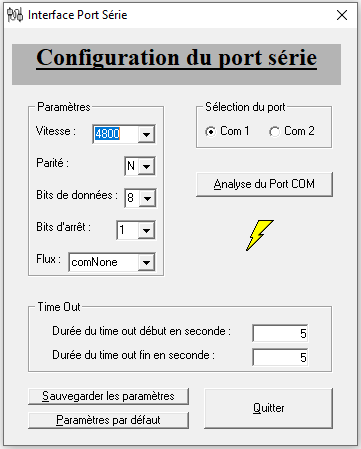 Interface Port Série
Configuration du port série
Paramètres
Vitesse : 4800
Parité : N
Bits de données : 8
Bits d'arrêt : 1
Flux : comNone
Sélection du port
Com 1 Com 2
Analyse du Port COM
Time Out
Durée du time out début en seconde : 5
Durée du time out fin en seconde : 5
Sauvegarder les paramètres
Paramètres par défaut
Quitter